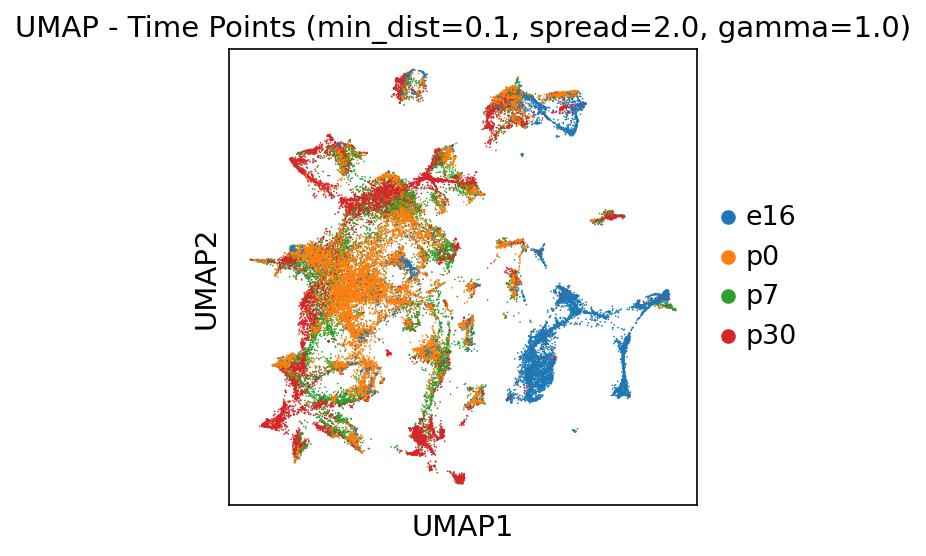 UMAP - Time Points (min_dist=0.1, spread=2.0, gamma=1.0)
UMAP2
e16
p0
p7
p30
UMAP1